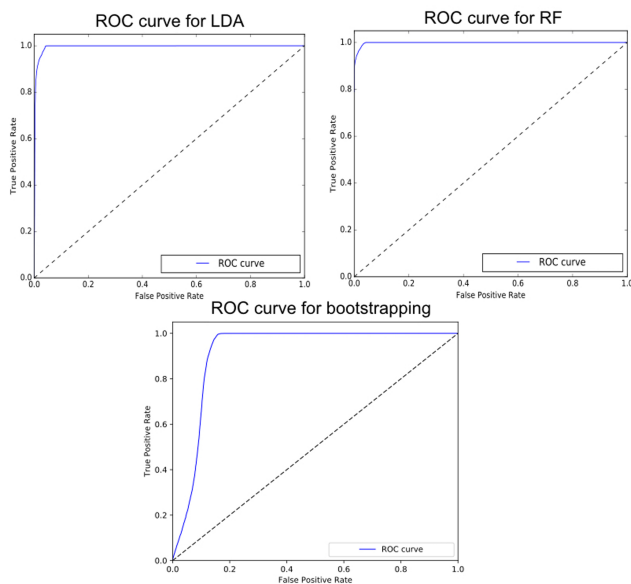 ROC curve for LDA
1.0
0.8
0.6
0.4
0.2
0.0
True Positive Rate
0.0 0.2 0.4 0.6 0.8 1.0
False Positive Rate
ROC curve
ROC curve for RF
1.0
0.8
0.6
0.4
0.2
0.0
True Positive Rate
0.0 0.2 0.4 0.6 0.8 1.0
False Positive Rate
ROC curve
ROC curve for bootstrapping
1.0
0.8
0.6
0.4
0.2
0.0
True Positive Rate
0.0 0.2 0.4 0.6 0.8 1.0
False Positive Rate
ROC curve